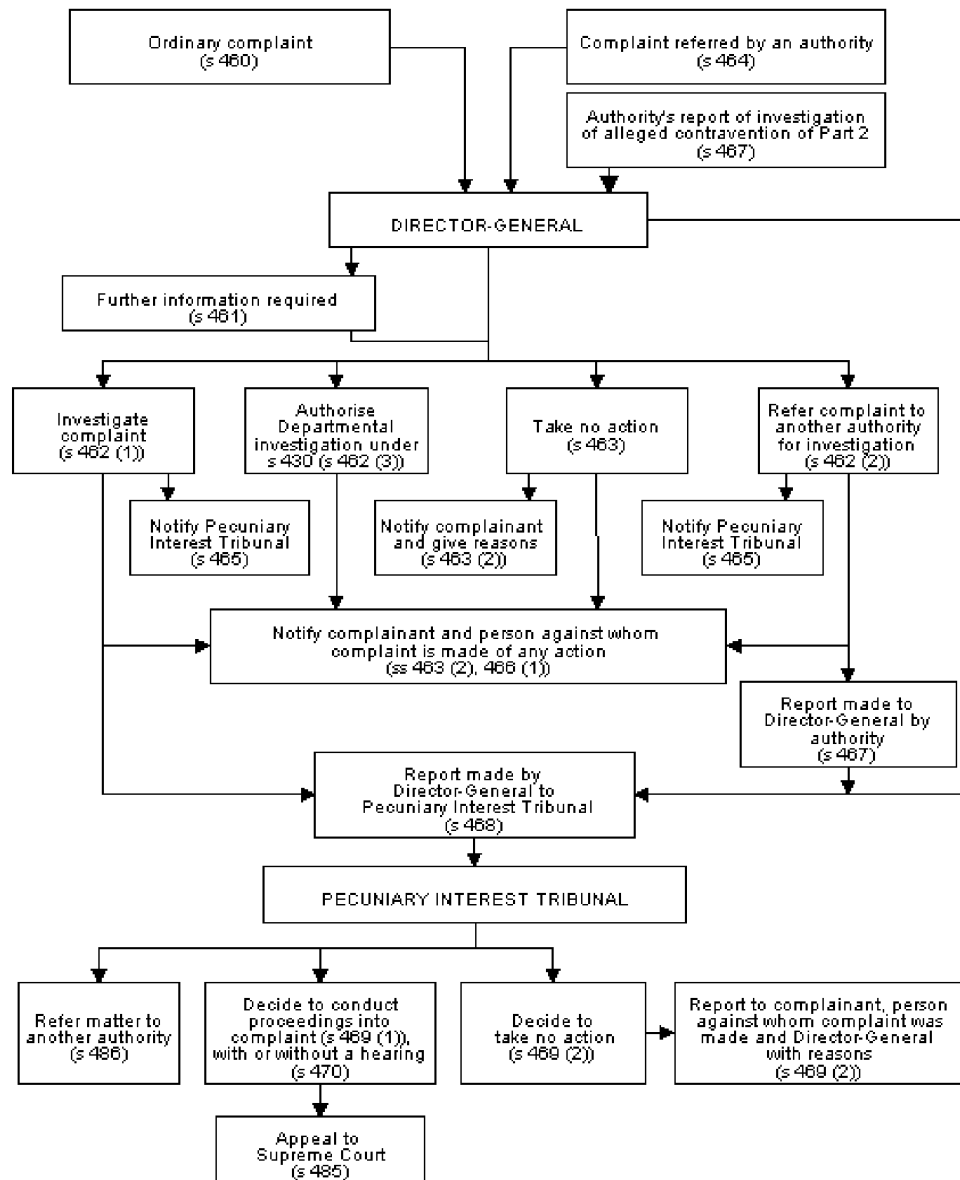 Ordinary complaint
(s 460)
Complaint referred by an authority
(s 464)
Authority's report of investigation
of alleged contravention of Part 2
(s 467)
DIRECTOR-GENERAL
Further information required
(s 461)
Investigate
complaint
(s 462 (1))
Authorise
Departmental
investigation under
s 430 (s 462 (3))
Take no action
(s 463)
Refer complaint to
another authority
for investigation
(s 462 (2))
Notify Pecuniary
Interest Tribunal
(s 465)
Notify complainant
and give reasons
(s 463 (2))
Notify Pecuniary
Interest Tribunal
(s 465)
Notify complainant and person against whom
complaint is made of any action
(ss 463 (2), 466 (1))
Report made to
Director-General by
authority
(s 467)
Report made by
Director-General to
Pecuniary Interest Tribunal
(s 468)
PECUNIARY INTEREST TRIBUNAL
Refer matter to
another authority
(s 486)
Decide to conduct
proceedings into
complaint (s 469 (1)),
with or without a hearing
(s 470)
Decide to
take no action
(s 469 (2))
Report to complainant, person
against whom complaint was
made and Director-General
with reasons
(s 469 (2))
Appeal to
Supreme Court
(s 485)